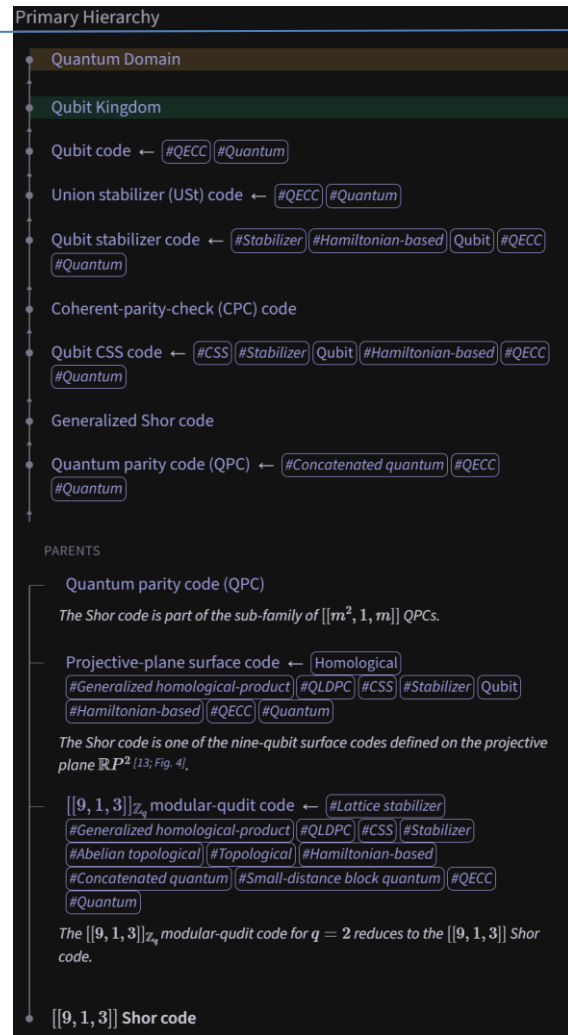 Primary Hierarchy
Quantum Domain
Qubit Kingdom
Qubit code ← #QECC #Quantum
Union stabilizer (USt) code ← #QECC #Quantum
Qubit stabilizer code ← #Stabilizer #Hamiltonian-based Qubit #QECC
#Quantum
Coherent-parity-check (CPC) code
Qubit CSS code ← #CSS #Stabilizer Qubit #Hamiltonian-based #QECC
#Quantum
Generalized Shor code
Quantum parity code (QPC) ← #Concatenated quantum #QECC
#Quantum
PARENTS
Quantum parity code (QPC)
The Shor code is part of the sub-family of [[m², 1, m]] QPCs.
Projective-plane surface code ← Homological
#Generalized homological-product #QLDPC #CSS #Stabilizer Qubit
#Hamiltonian-based #QECC #Quantum
The Shor code is one of the nine-qubit surface codes defined on the projective
plane ℝP² [13; Fig. 4].
[[9, 1, 3]]_{ℤ_q} modular-qudit code ← #Lattice stabilizer
#Generalized homological-product #QLDPC #CSS #Stabilizer
#Abelian topological #Topological #Hamiltonian-based
#Concatenated quantum #Small-distance block quantum #QECC
#Quantum
The [[9, 1, 3]]_{ℤ_q} modular-qudit code for q = 2 reduces to the [[9, 1, 3]] Shor
code.
[[9, 1, 3]] Shor code